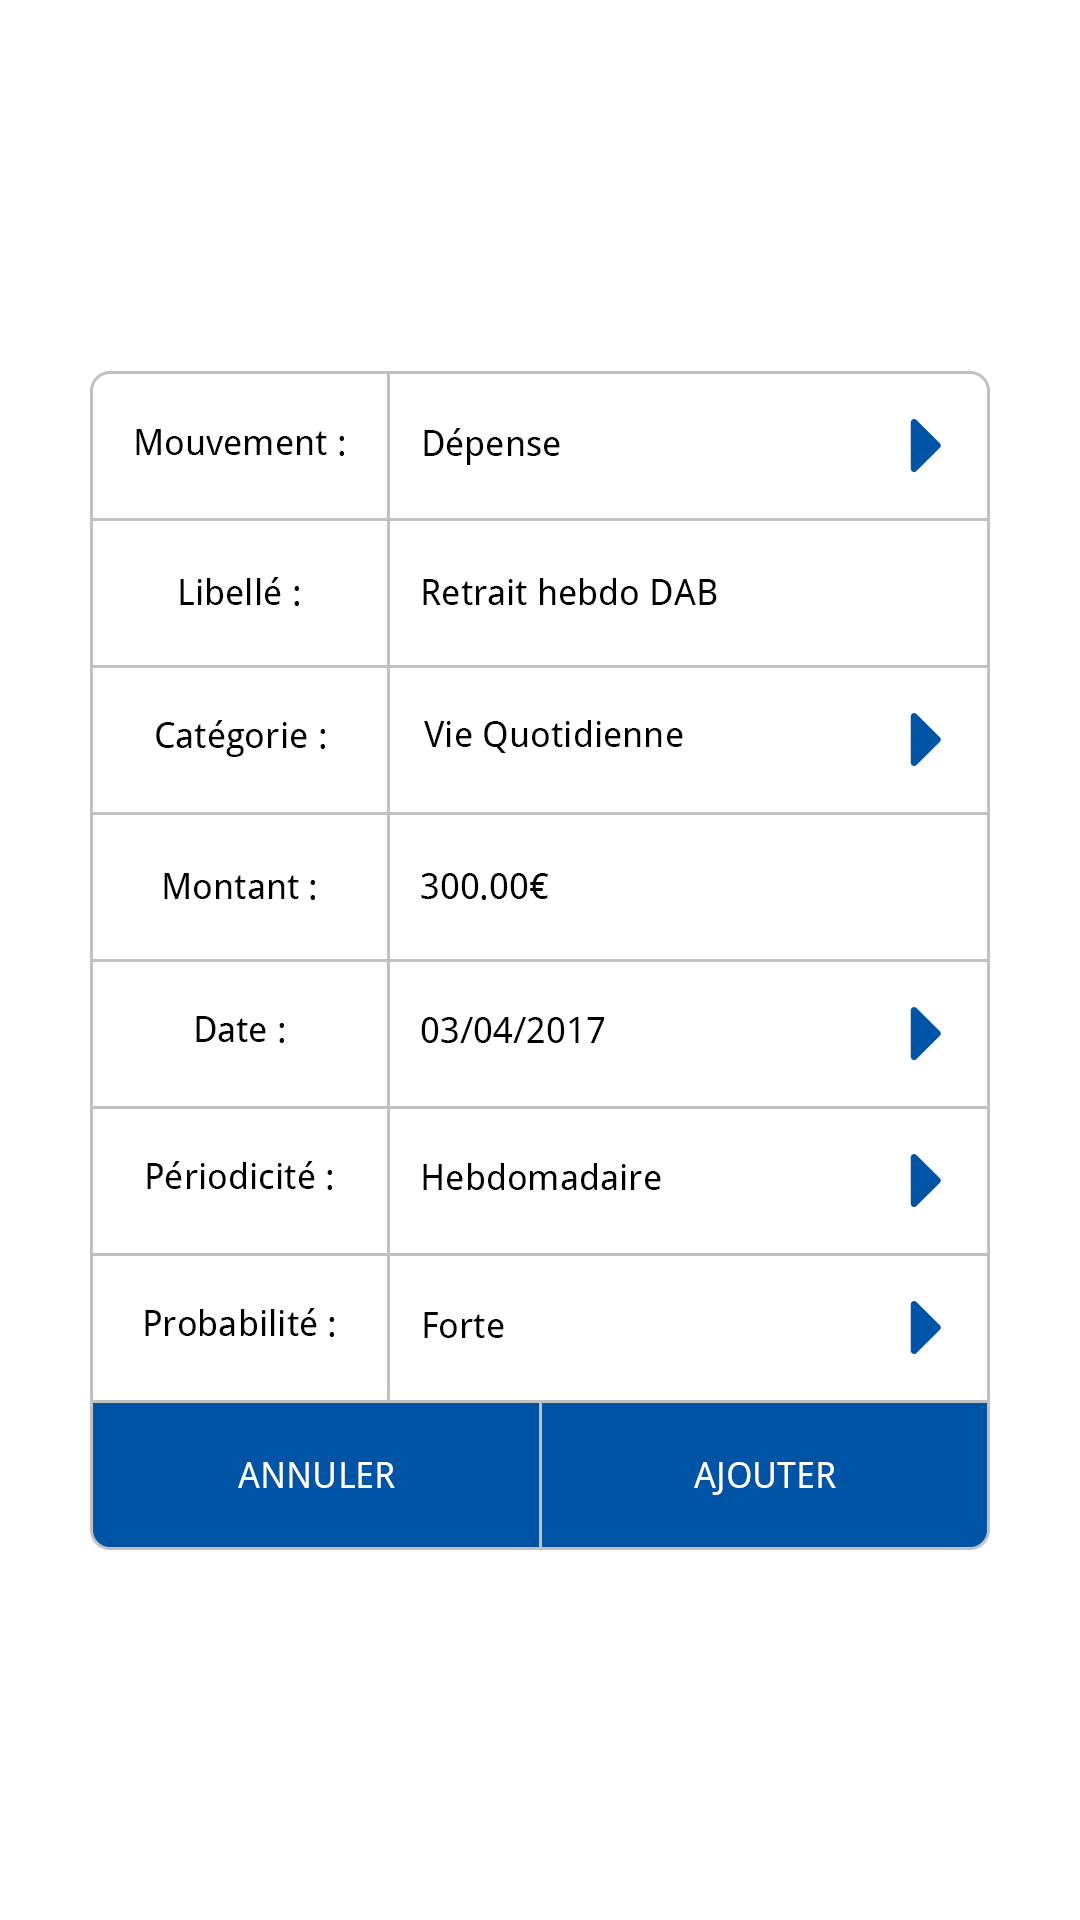 Mouvement : Dépense
Libellé : Retrait hebdo DAB
Catégorie : Vie Quotidienne
Montant : 300.00€
Date : 03/04/2017
Périodicité : Hebdomadaire
Probabilité : Forte
ANNULER AJOUTER